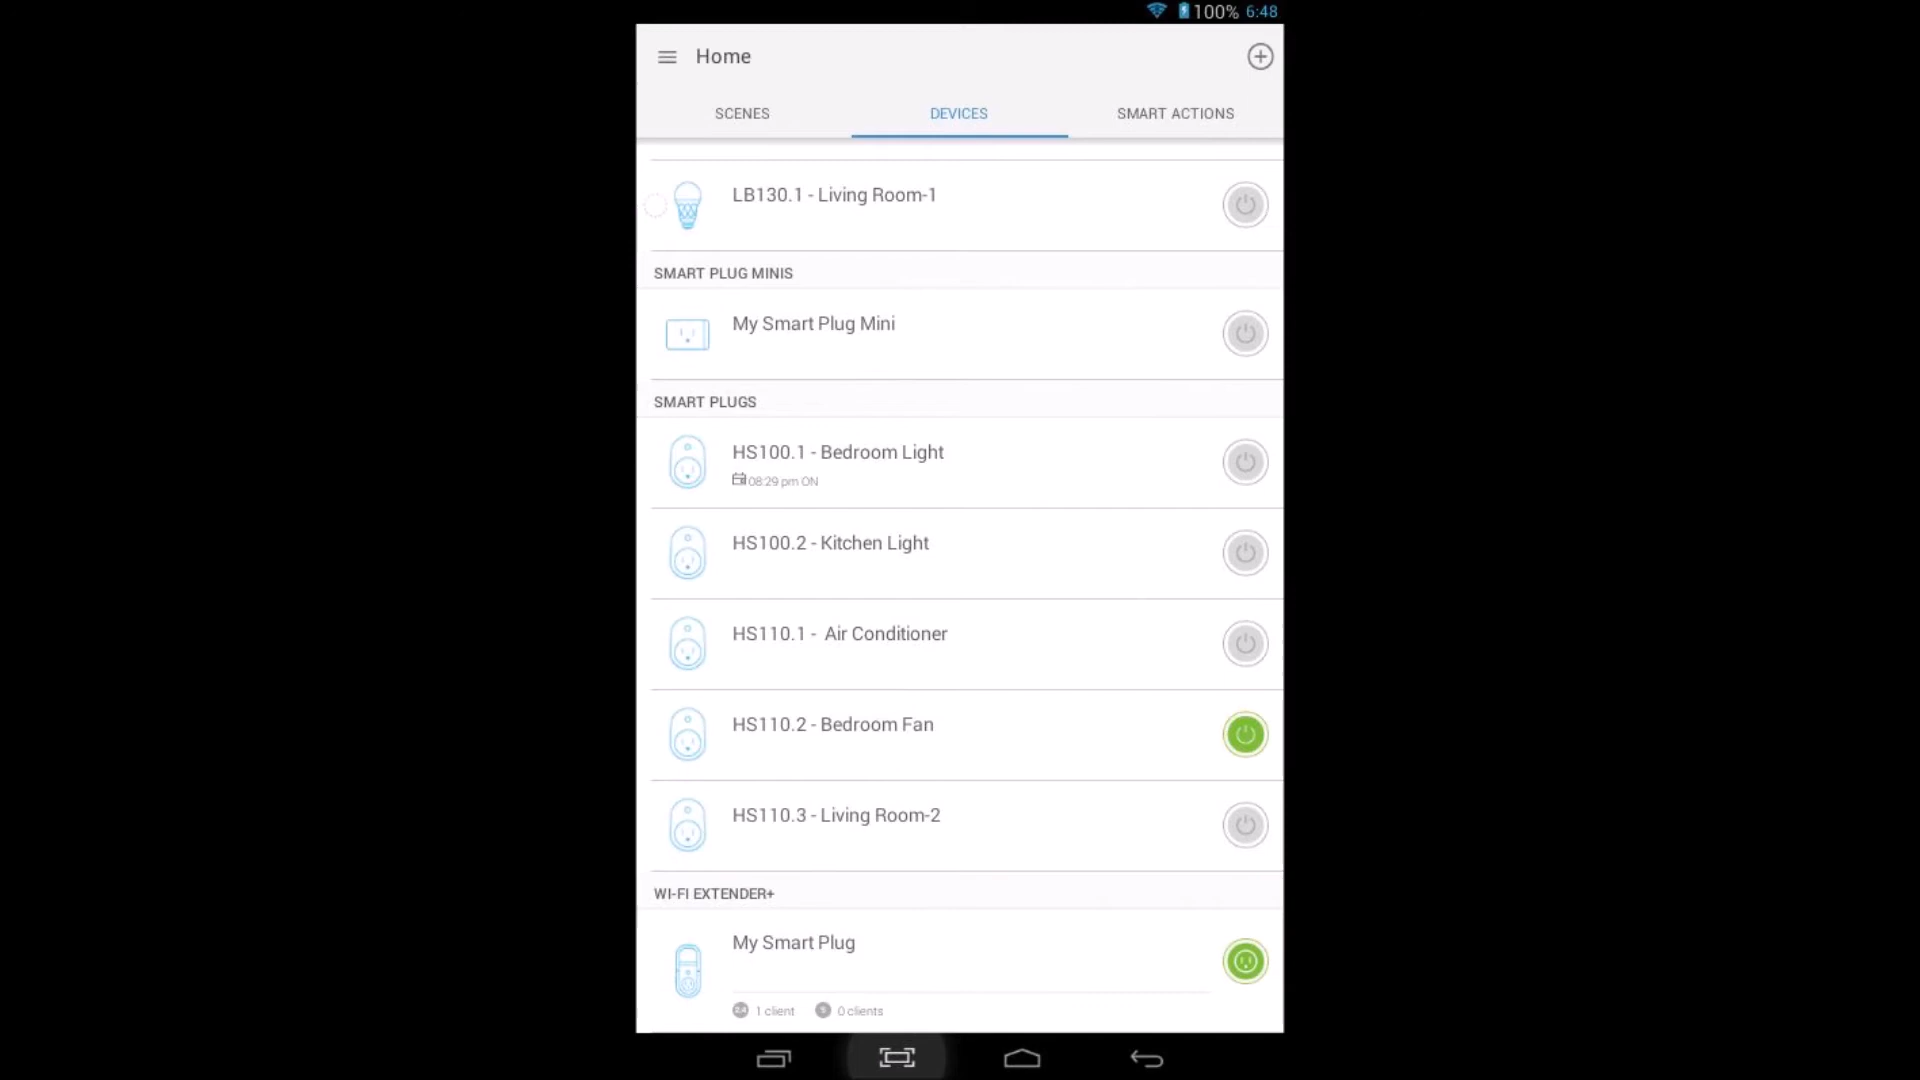 100% 6:48
Home
SCENES DEVICES SMART ACTIONS
LB130.1 - Living Room-1
SMART PLUG MINIS
My Smart Plug Mini
SMART PLUGS
HS100.1 - Bedroom Light
08:29 pm ON
HS100.2 - Kitchen Light
HS110.1 - Air Conditioner
HS110.2 - Bedroom Fan
HS110.3 - Living Room-2
WI-FI EXTENDER+
My Smart Plug
2.4 1 client 5 0 clients